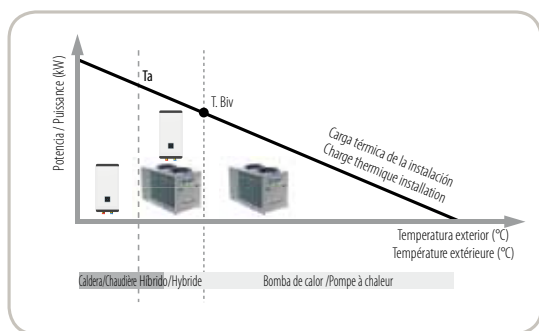 Potencia / Puissance (kW)
Ta
T. Biv
Carga térmica de la instalación
Charge thermique installation
Temperatura exterior (°C)
Température extérieure (°C)
Caldera/Chaudière Híbrido/Hybride Bomba de calor /Pompe à chaleur